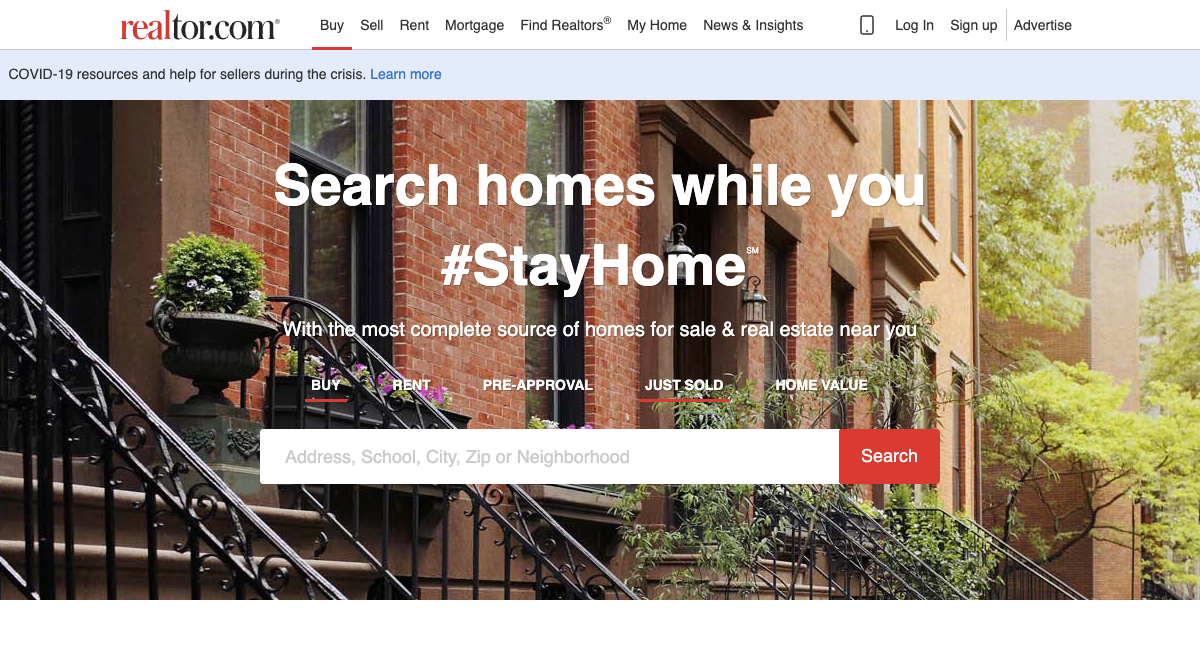 realtor.com®
Buy Sell Rent Mortgage Find Realtors® My Home News & Insights Log In Sign up Advertise
COVID-19 resources and help for sellers during the crisis. Learn more
Search homes while you
#StayHome℠
With the most complete source of homes for sale & real estate near you
BUY RENT PRE-APPROVAL JUST SOLD HOME VALUE
Address, School, City, Zip or Neighborhood Search